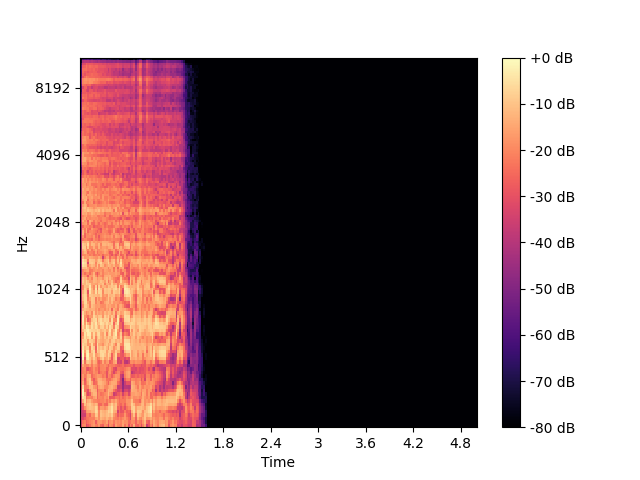 8192
4096
2048
1024
512
0
Hz
0 0.6 1.2 1.8 2.4 3 3.6 4.2 4.8
Time
+0 dB
-10 dB
-20 dB
-30 dB
-40 dB
-50 dB
-60 dB
-70 dB
-80 dB